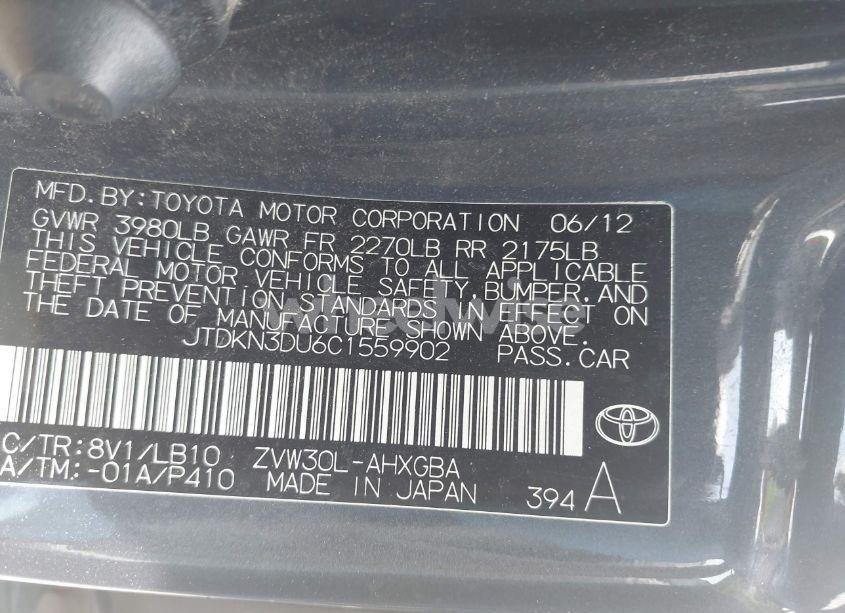 MFD. BY: TOYOTA MOTOR CORPORATION 06/12
GVWR 3980LB GAWR FR 2270LB RR 2175LB
THIS VEHICLE CONFORMS TO ALL APPLICABLE
FEDERAL MOTOR VEHICLE SAFETY, BUMPER, AND
THEFT PREVENTION STANDARDS IN EFFECT ON
THE DATE OF MANUFACTURE SHOWN ABOVE.
JTDKN3DU6C1559902 PASS. CAR
C/TR: 8V1/LB10 ZVW30L-AHXGBA
A/TM: -01A/P410 MADE IN JAPAN 394 A